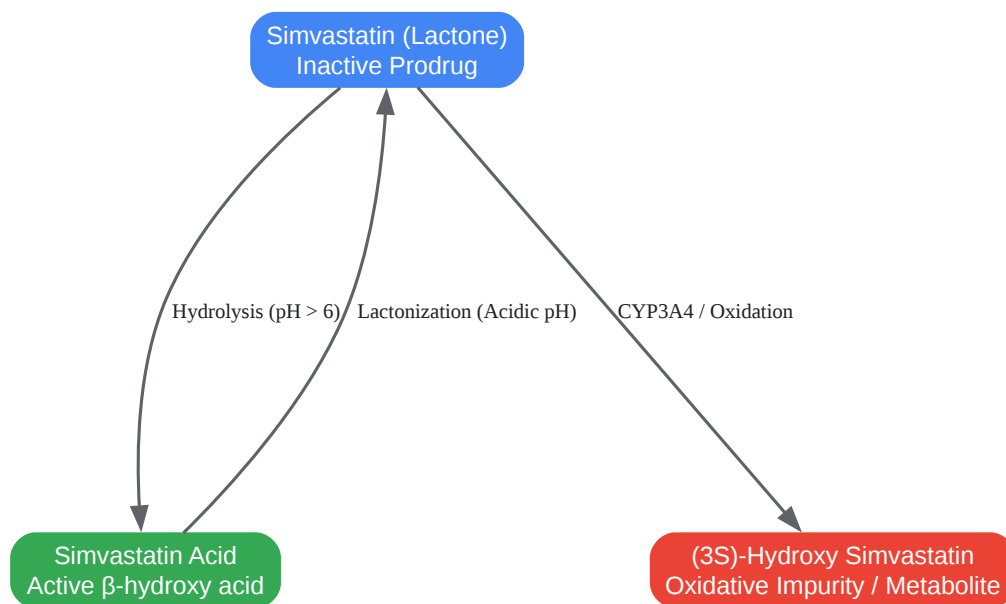 Simvastatin (Lactone)
Inactive Prodrug
Hydrolysis (pH > 6)
Lactonization (Acidic pH)
CYP3A4 / Oxidation
Simvastatin Acid
Active β-hydroxy acid
(3S)-Hydroxy Simvastatin
Oxidative Impurity / Metabolite